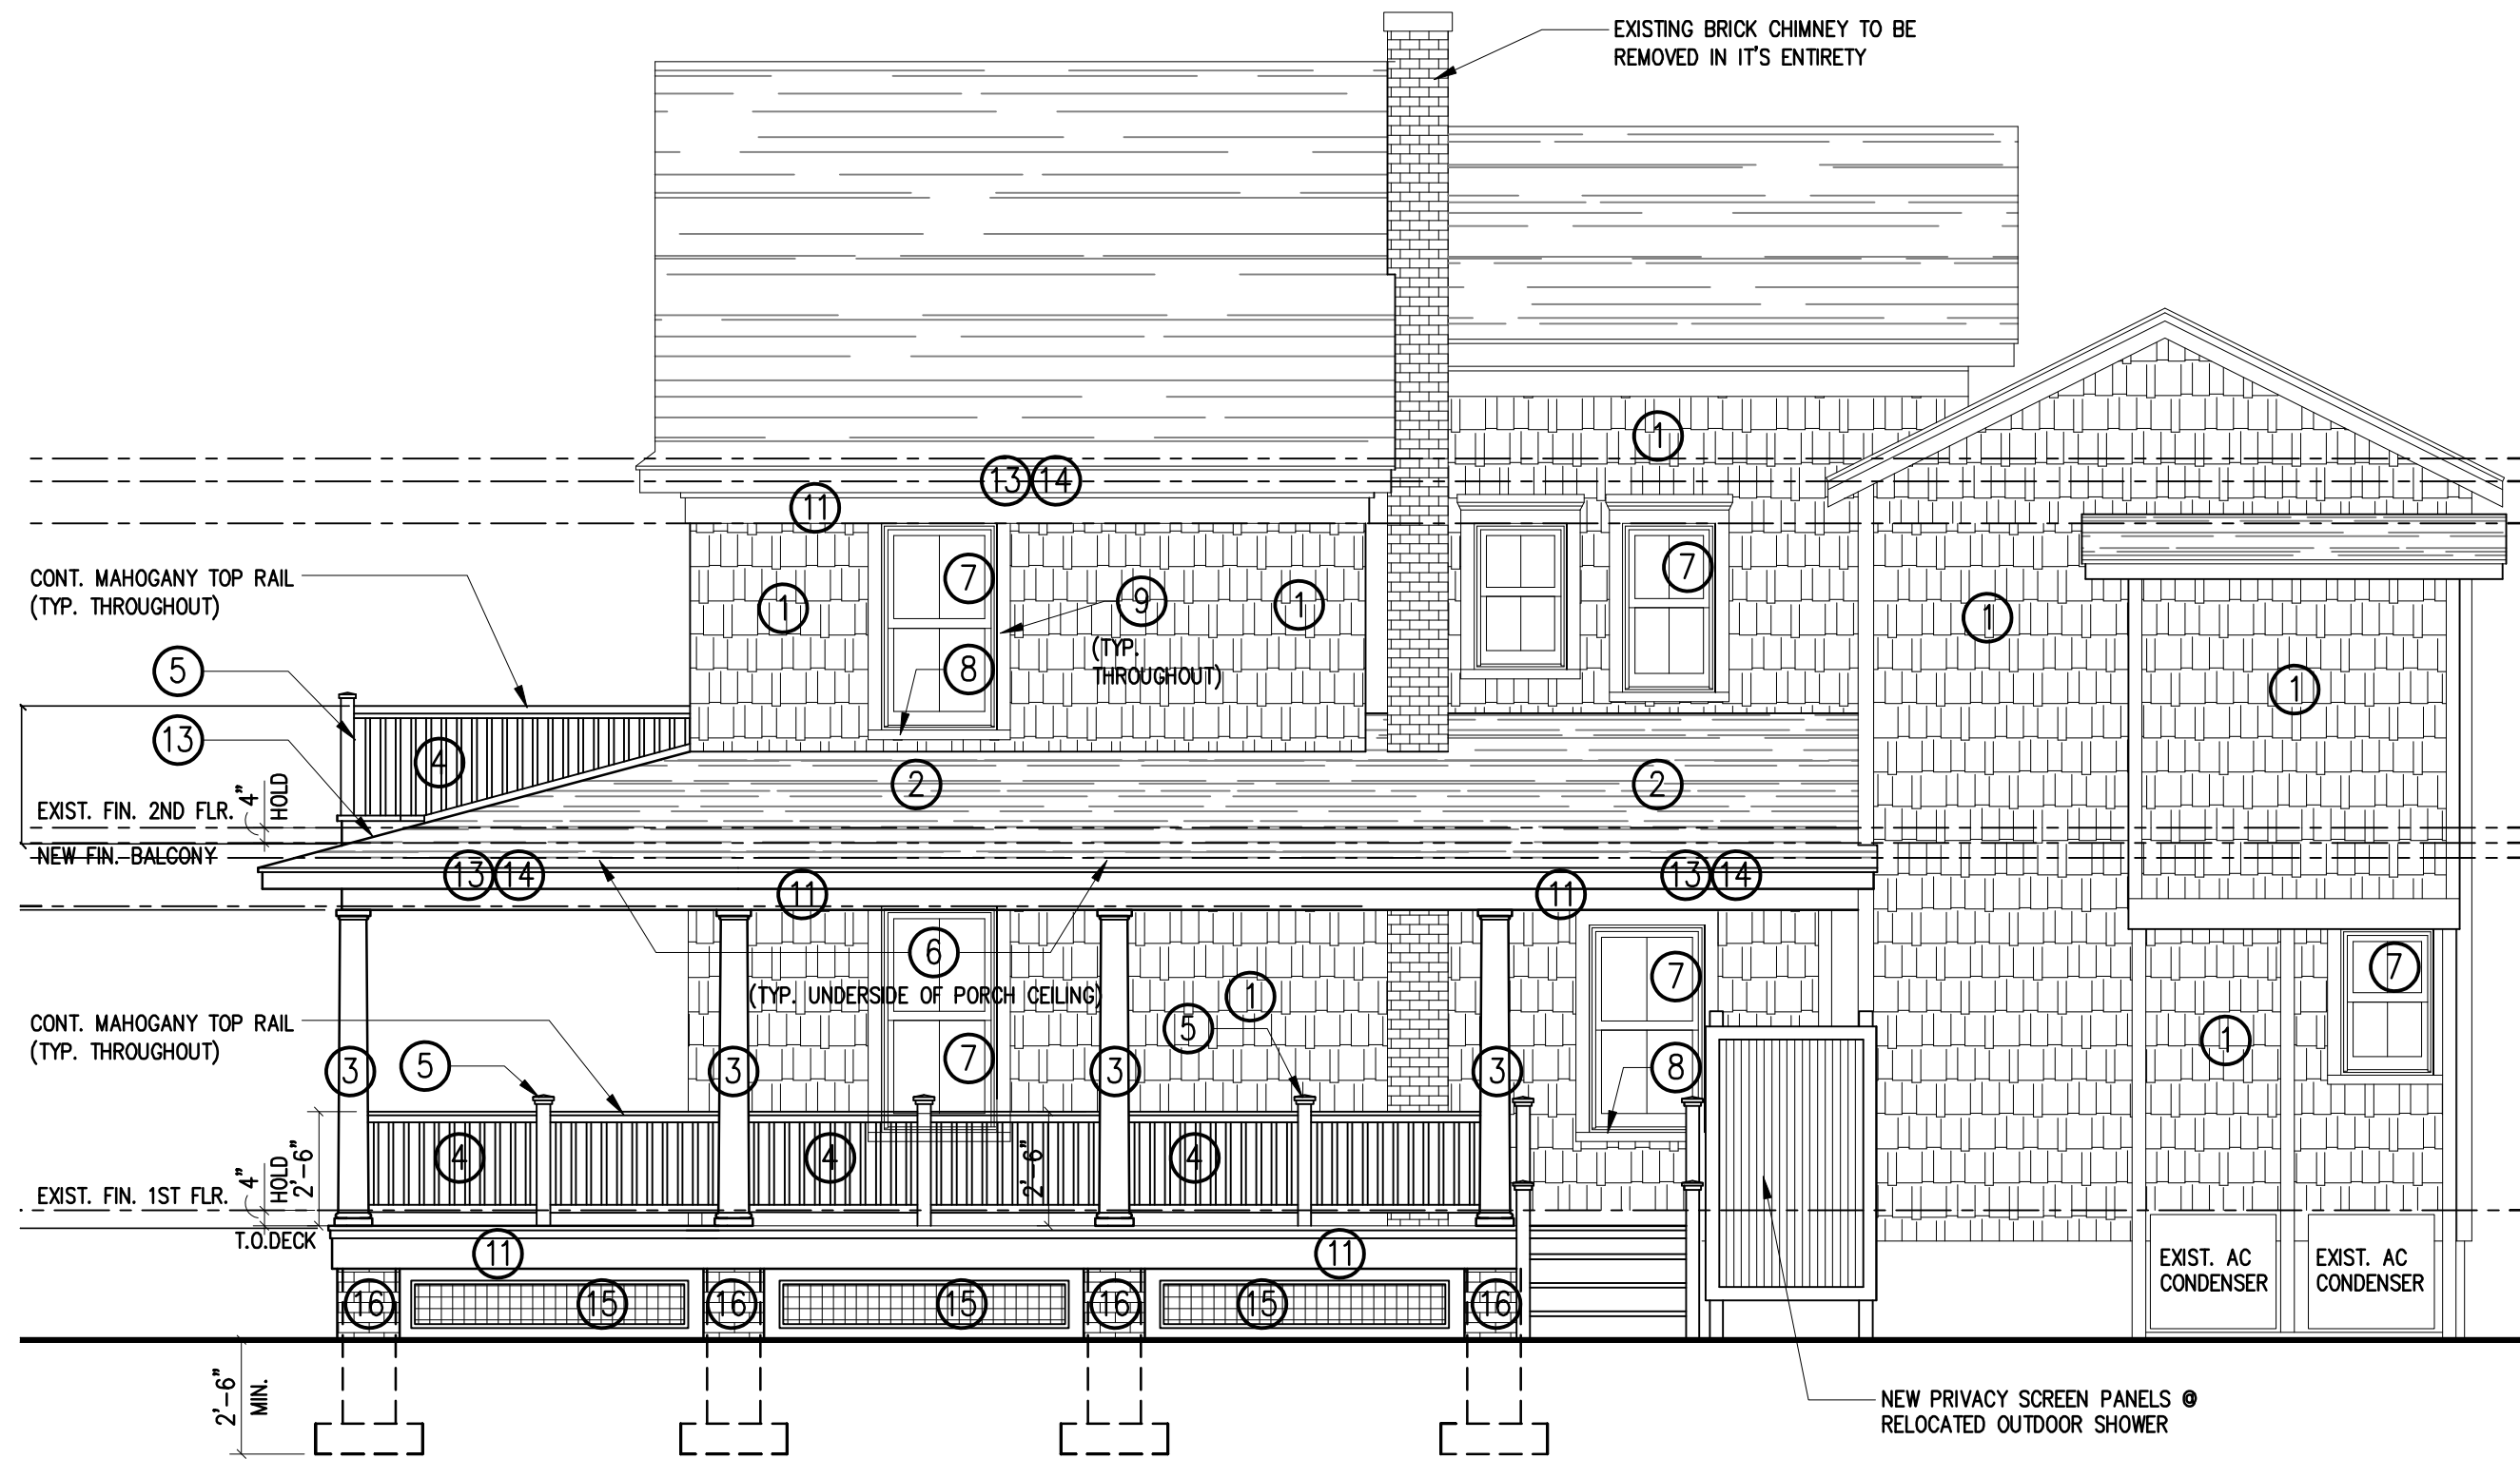 EXISTING BRICK CHIMNEY TO BE
REMOVED IN IT'S ENTIRETY
1
13 14
11
CONT. MAHOGANY TOP RAIL
(TYP. THROUGHOUT)
7
7
9
1
1
1
(TYP.
THROUGHOUT)
5
8
1
13
4
2
2
EXIST. FIN. 2ND FLR.
4"
HOLD
NEW FIN. BALCONY
13 14
11
11
13 14
6
(TYP. UNDERSIDE OF PORCH CEILING)
1
7
7
CONT. MAHOGANY TOP RAIL
(TYP. THROUGHOUT)
5
5
1
7
8
3
3
3
3
4
4
4
2'-6"
2'-6"
EXIST. FIN. 1ST FLR.
4"
HOLD
T.O.DECK
11
11
EXIST. AC
CONDENSER
EXIST. AC
CONDENSER
16
15
16
15
16
15
16
2'-6"
MIN.
NEW PRIVACY SCREEN PANELS @
RELOCATED OUTDOOR SHOWER